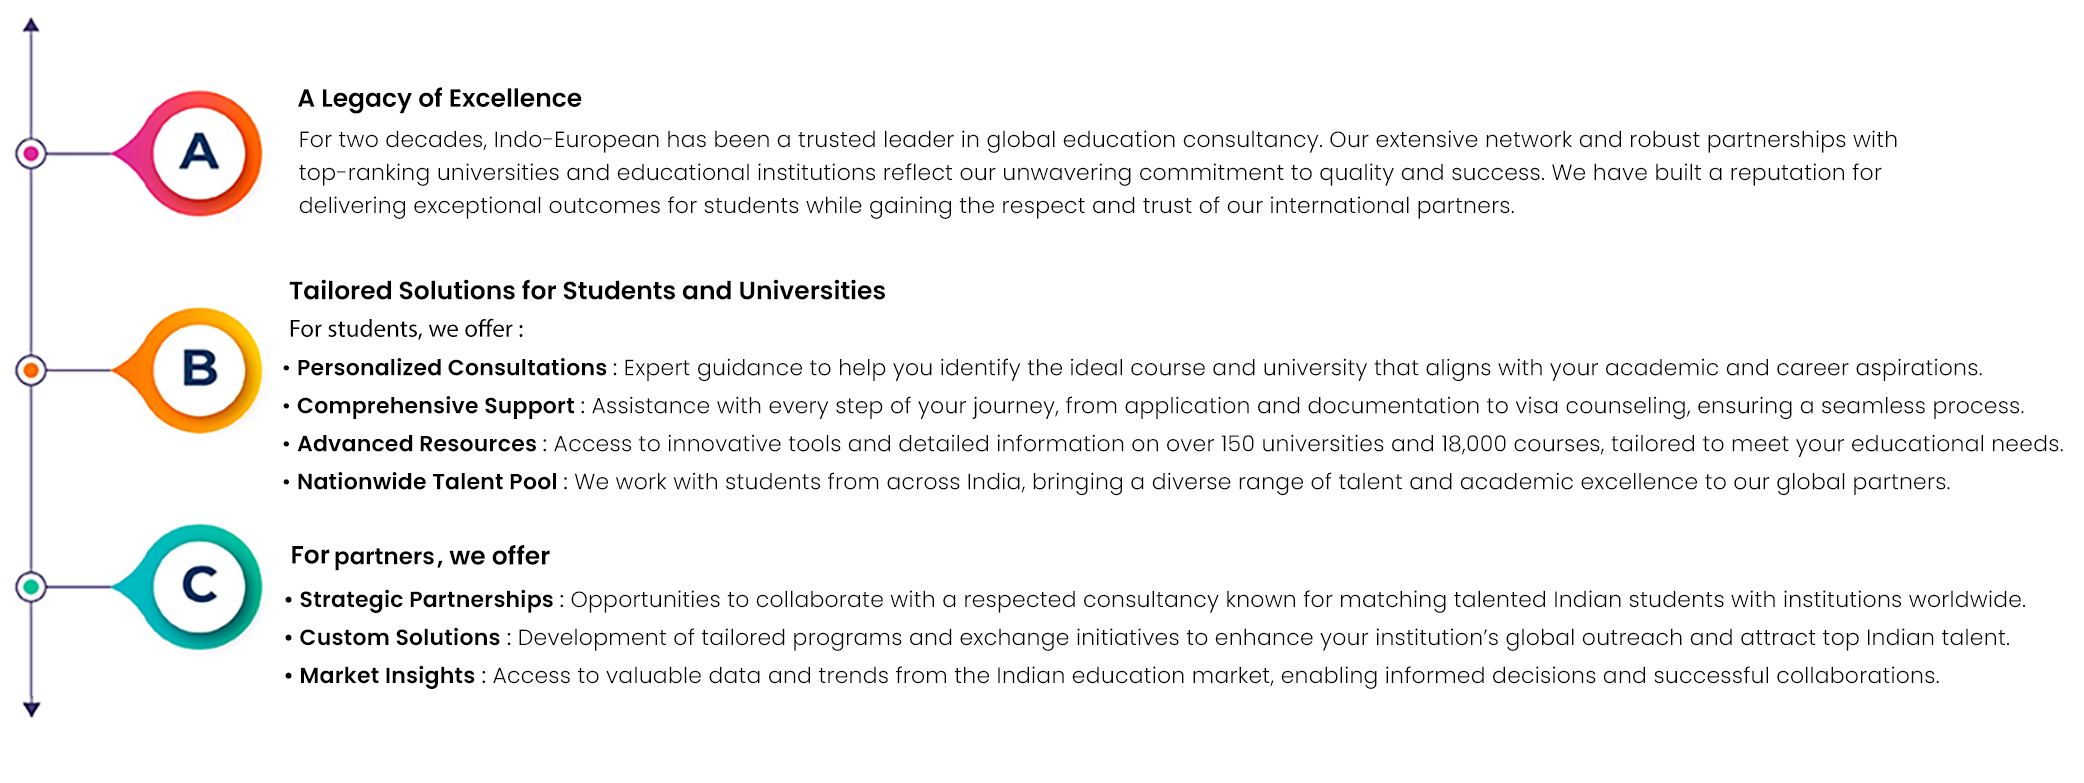 A
A Legacy of Excellence
For two decades, Indo-European has been a trusted leader in global education consultancy. Our extensive network and robust partnerships with
top-ranking universities and educational institutions reflect our unwavering commitment to quality and success. We have built a reputation for
delivering exceptional outcomes for students while gaining the respect and trust of our international partners.
B
Tailored Solutions for Students and Universities
For students, we offer :
• Personalized Consultations : Expert guidance to help you identify the ideal course and university that aligns with your academic and career aspirations.
• Comprehensive Support : Assistance with every step of your journey, from application and documentation to visa counseling, ensuring a seamless process.
• Advanced Resources : Access to innovative tools and detailed information on over 150 universities and 18,000 courses, tailored to meet your educational needs.
• Nationwide Talent Pool : We work with students from across India, bringing a diverse range of talent and academic excellence to our global partners.
C
For partners, we offer
• Strategic Partnerships : Opportunities to collaborate with a respected consultancy known for matching talented Indian students with institutions worldwide.
• Custom Solutions : Development of tailored programs and exchange initiatives to enhance your institution’s global outreach and attract top Indian talent.
• Market Insights : Access to valuable data and trends from the Indian education market, enabling informed decisions and successful collaborations.